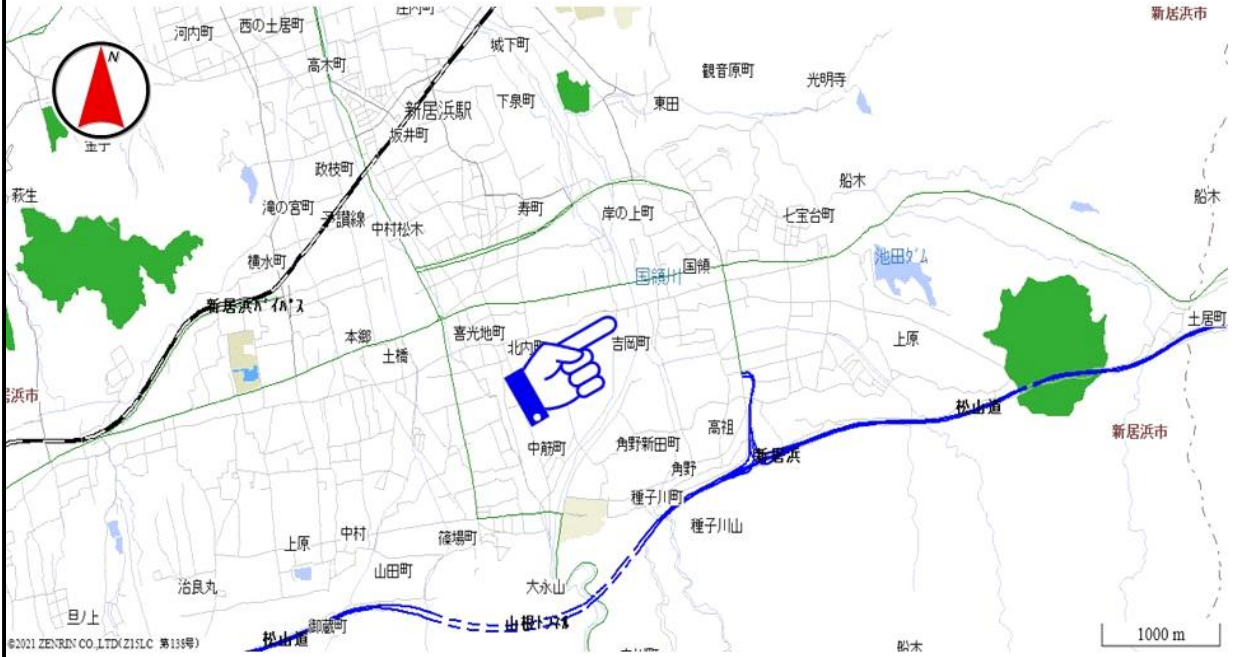 新居浜市
庄内町
河内町
西の土居町
城下町
高木町
観音原町
光明寺
N
新居浜駅
下泉町
東田
坂井町
金子
政枝町
萩生
船木
船木
滝の宮町
予讃線
中村松木
寿町
岸の上町
七宝台町
横水町
国領川
国領
池田ダム
新居浜バイパス
土居町
本郷
土橋
喜光地町
北内町
吉岡町
上原
居浜市
松山道
新居浜市
中筋町
角野新田町
高祖
新居浜
角野
種子川町
種子川山
上原
中村
篠場町
山田町
治良丸
大永山
旦ノ上
御蔵町
山根トンネル
松山道
船木
©2021 ZENRIN CO.,LTD(Z15LC 第138号)
1000 m